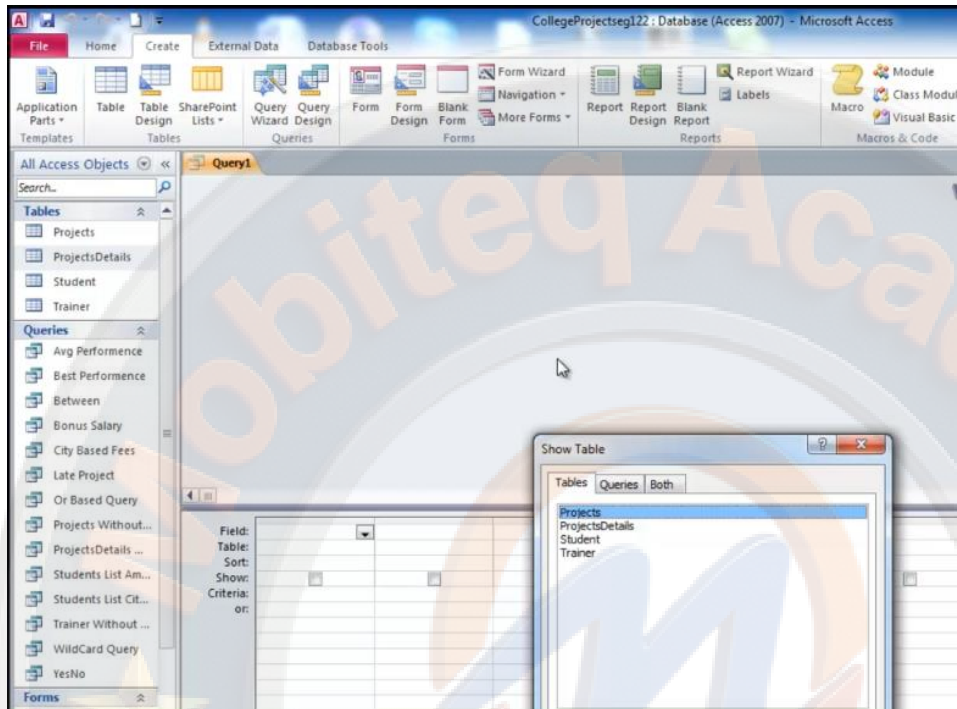 CollegeProjectseg122 : Database (Access 2007) - Microsoft Access
File Home Create External Data Database Tools
Application Parts
Table
Table Design
SharePoint Lists
Query Wizard
Query Design
Form
Form Design
Blank Form
Form Wizard
Navigation
More Forms
Report
Report Design
Blank Report
Report Wizard
Labels
Macro
Module
Class Modul
Visual Basic
Templates Tables Queries Forms Reports Macros & Code
All Access Objects
Query1
Search...
Tables
Projects
ProjectsDetails
Student
Trainer
Queries
Avg Performence
Best Performence
Between
Bonus Salary
City Based Fees
Late Project
Or Based Query
Projects Without...
ProjectsDetails ...
Students List Am...
Students List Cit...
Trainer Without ...
WildCard Query
YesNo
Forms
Field:
Table:
Sort:
Show:
Criteria:
or:
Show Table
Tables Queries Both
Projects
ProjectsDetails
Student
Trainer
Mobiteq Aca